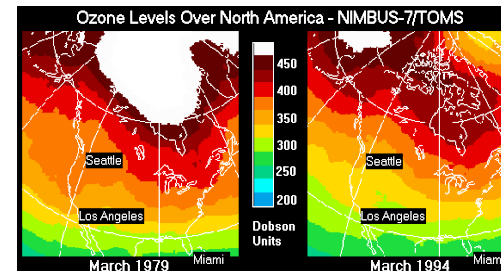 Ozone Levels Over North America - NIMBUS-7/TOMS
450
400
350
300
250
200
Dobson
Units
Seattle
Los Angeles
Miami
March 1979
Seattle
Los Angeles
Miami
March 1994